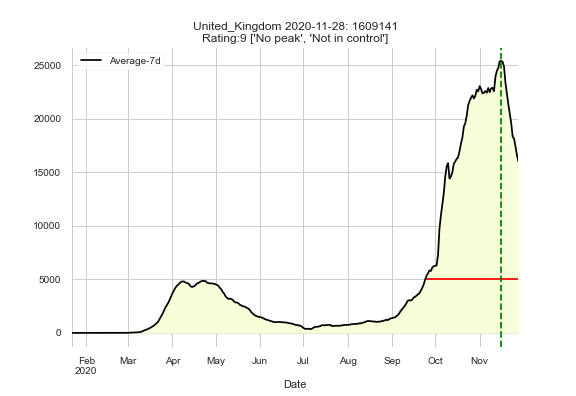 United_Kingdom 2020-11-28: 1609141
Rating:9 ['No peak', 'Not in control']
Average-7d
25000
20000
15000
10000
5000
0
Feb Mar Apr May Jun Jul Aug Sep Oct Nov
2020
Date